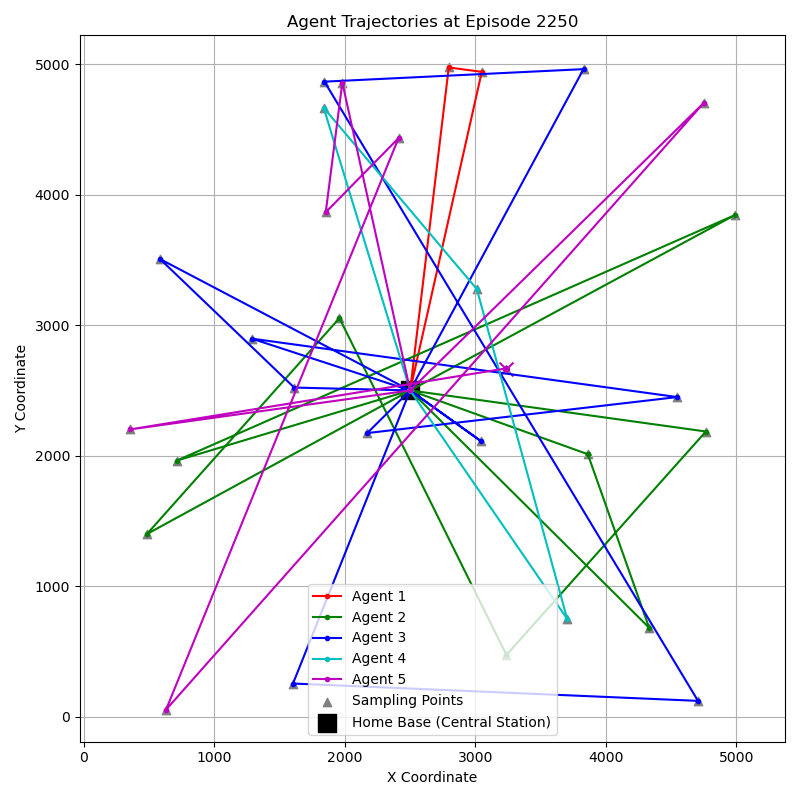 Agent Trajectories at Episode 2250
5000
4000
3000
2000
1000
0
Y Coordinate
Agent 1
Agent 2
Agent 3
Agent 4
Agent 5
Sampling Points
Home Base (Central Station)
0 1000 2000 3000 4000 5000
X Coordinate